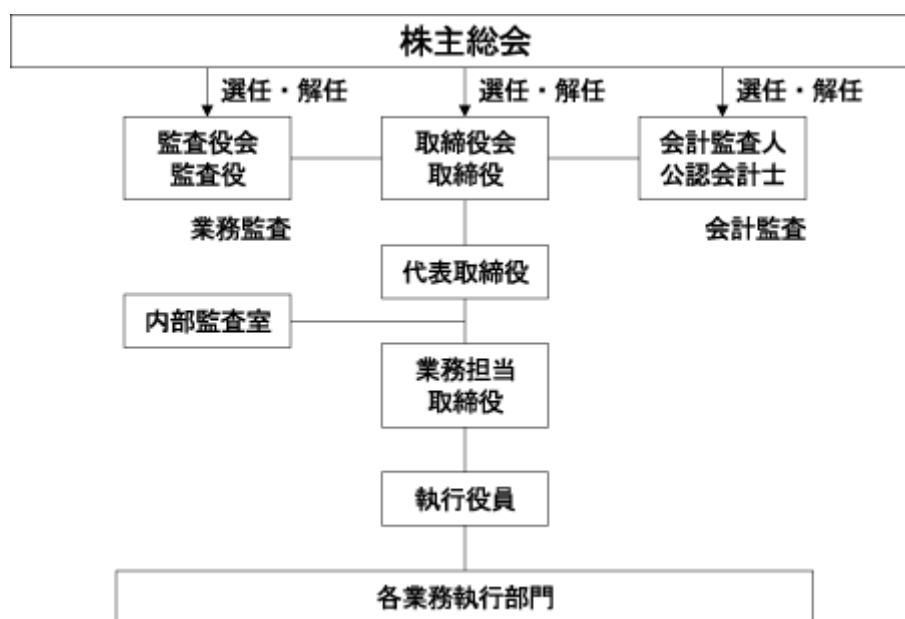 株主総会
選任・解任
選任・解任
選任・解任
監査役会
監査役
取締役会
取締役
会計監査人
公認会計士
業務監査
会計監査
代表取締役
内部監査室
業務担当
取締役
執行役員
各業務執行部門